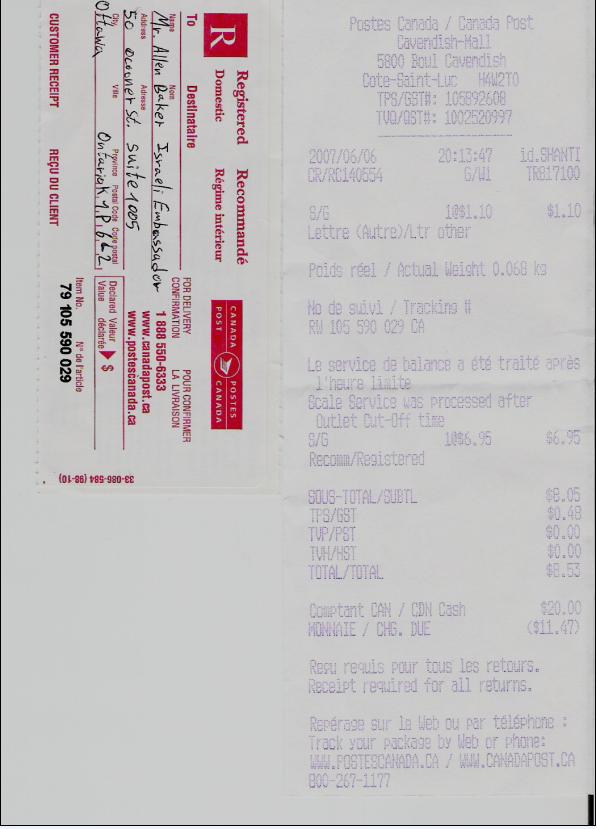 Registered Recommandé
Domestic Régime intérieur
CANADA POSTES
POST CANADA
To Destinataire
Name Nom
Mr. Allen Baker Israeli Embassador
Address Adresse
50 St. suite 1005
City Ville Province Postal Code Code postal
Ottawa Ontario K, 1, P, 6, L 2,
FOR DELIVERY CONFIRMATION POUR CONFIRMER LA LIVRAISON
1 888 550-6333
www.canadapost.ca
www.postescanada.ca
Declared Value Valeur déclarée $
CUSTOMER RECEIPT REÇU DU CLIENT
Item No. N° de l'article
79 105 590 029
33-086-584 (98-10)
Postes Canada / Canada Post
Cavendish-Mall
5800 Boul Cavendish
Cote-Saint-Luc H4W2T0
TPS/GST#: 105892608
TVQ/QST#: 1002520997
2007/06/06 20:13:47 id.SHANTI
CR/RC140554 G/W1 TR817100
S/G 1@$1.10 $1.10
Lettre (Autre)/Ltr other
Poids réel / Actual Weight 0.068 kg
No de suivi / Tracking #
RW 105 590 029 CA
Le service de balance a été traité après
l'heure limite
Scale Service was processed after
Outlet Cut-Off time
S/G 1@$6.95 $6.95
Recomm/Registered
SOUS-TOTAL/SUBTL $8.05
TPS/GST $0.48
TVP/PST $0.00
TVH/HST $0.00
TOTAL/TOTAL $8.53
Comptant CAN / CDN Cash $20.00
MONNAIE / CHG. DUE ($11.47)
Reçu requis pour tous les retours.
Receipt required for all returns.
Repérage sur le Web ou par téléphone :
Track your package by Web or phone:
WWW.POSTESCANADA.CA / WWW.CANADAPOST.CA
800-267-1177